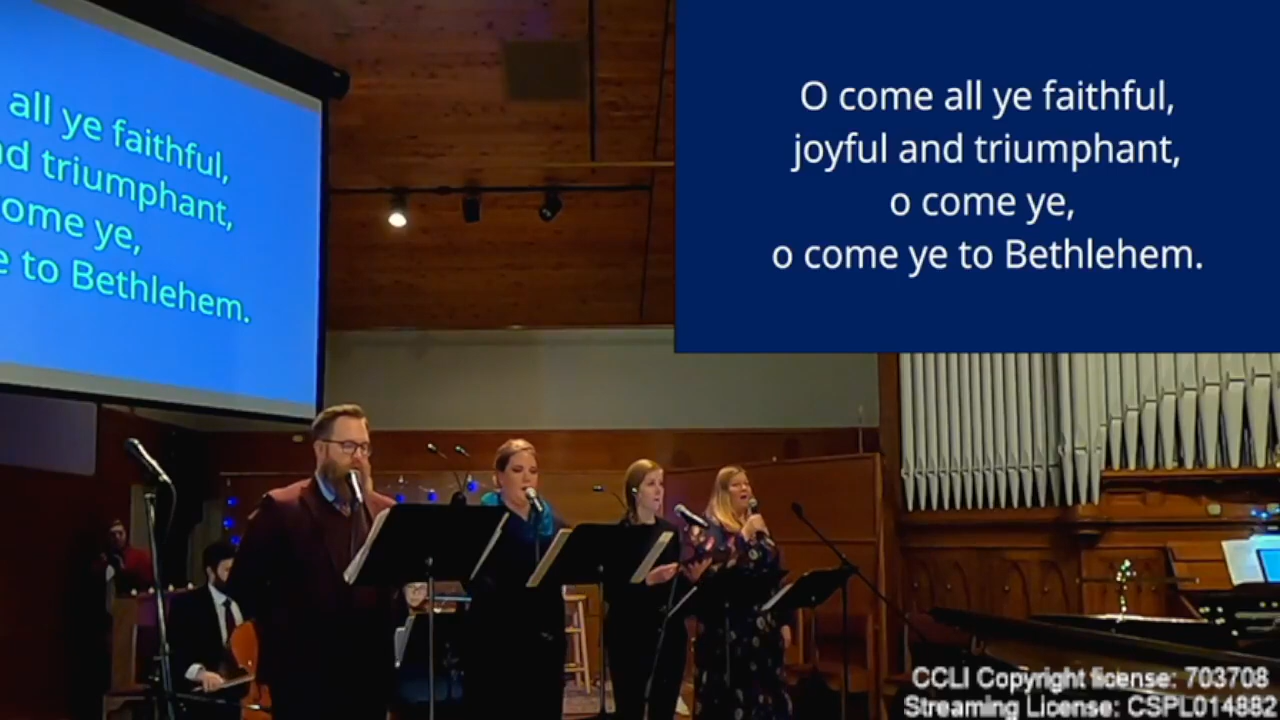 all ye faithful,
nd triumphant,
ome ye,
e to Bethlehem.
O come all ye faithful,
joyful and triumphant,
o come ye,
o come ye to Bethlehem.
CCLI Copyright license: 703708
Streaming License: CSPL014882